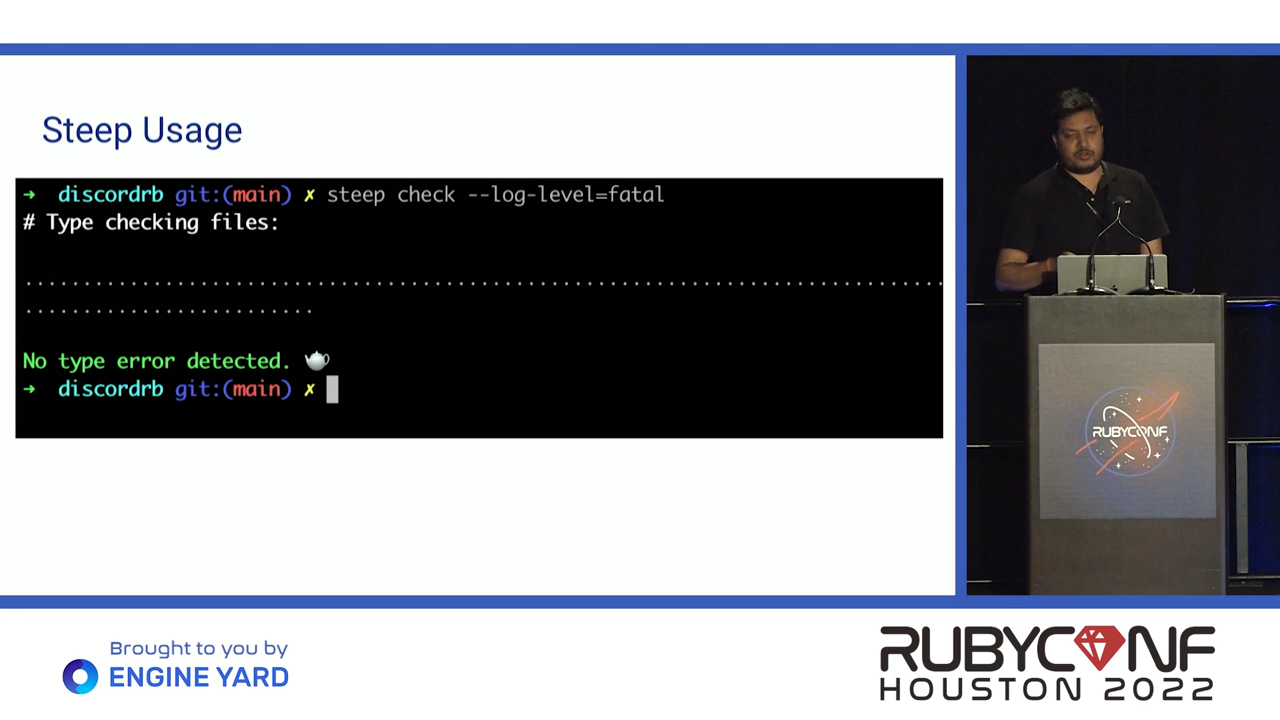 Steep Usage
➜ discordrb git:(main) ✗ steep check --log-level=fatal
# Type checking files:
...............................................................................
.........................
No type error detected. 🫖
➜ discordrb git:(main) ✗
RUBYCONF
Brought to you by
ENGINE YARD
RUBYCONF
HOUSTON 2022